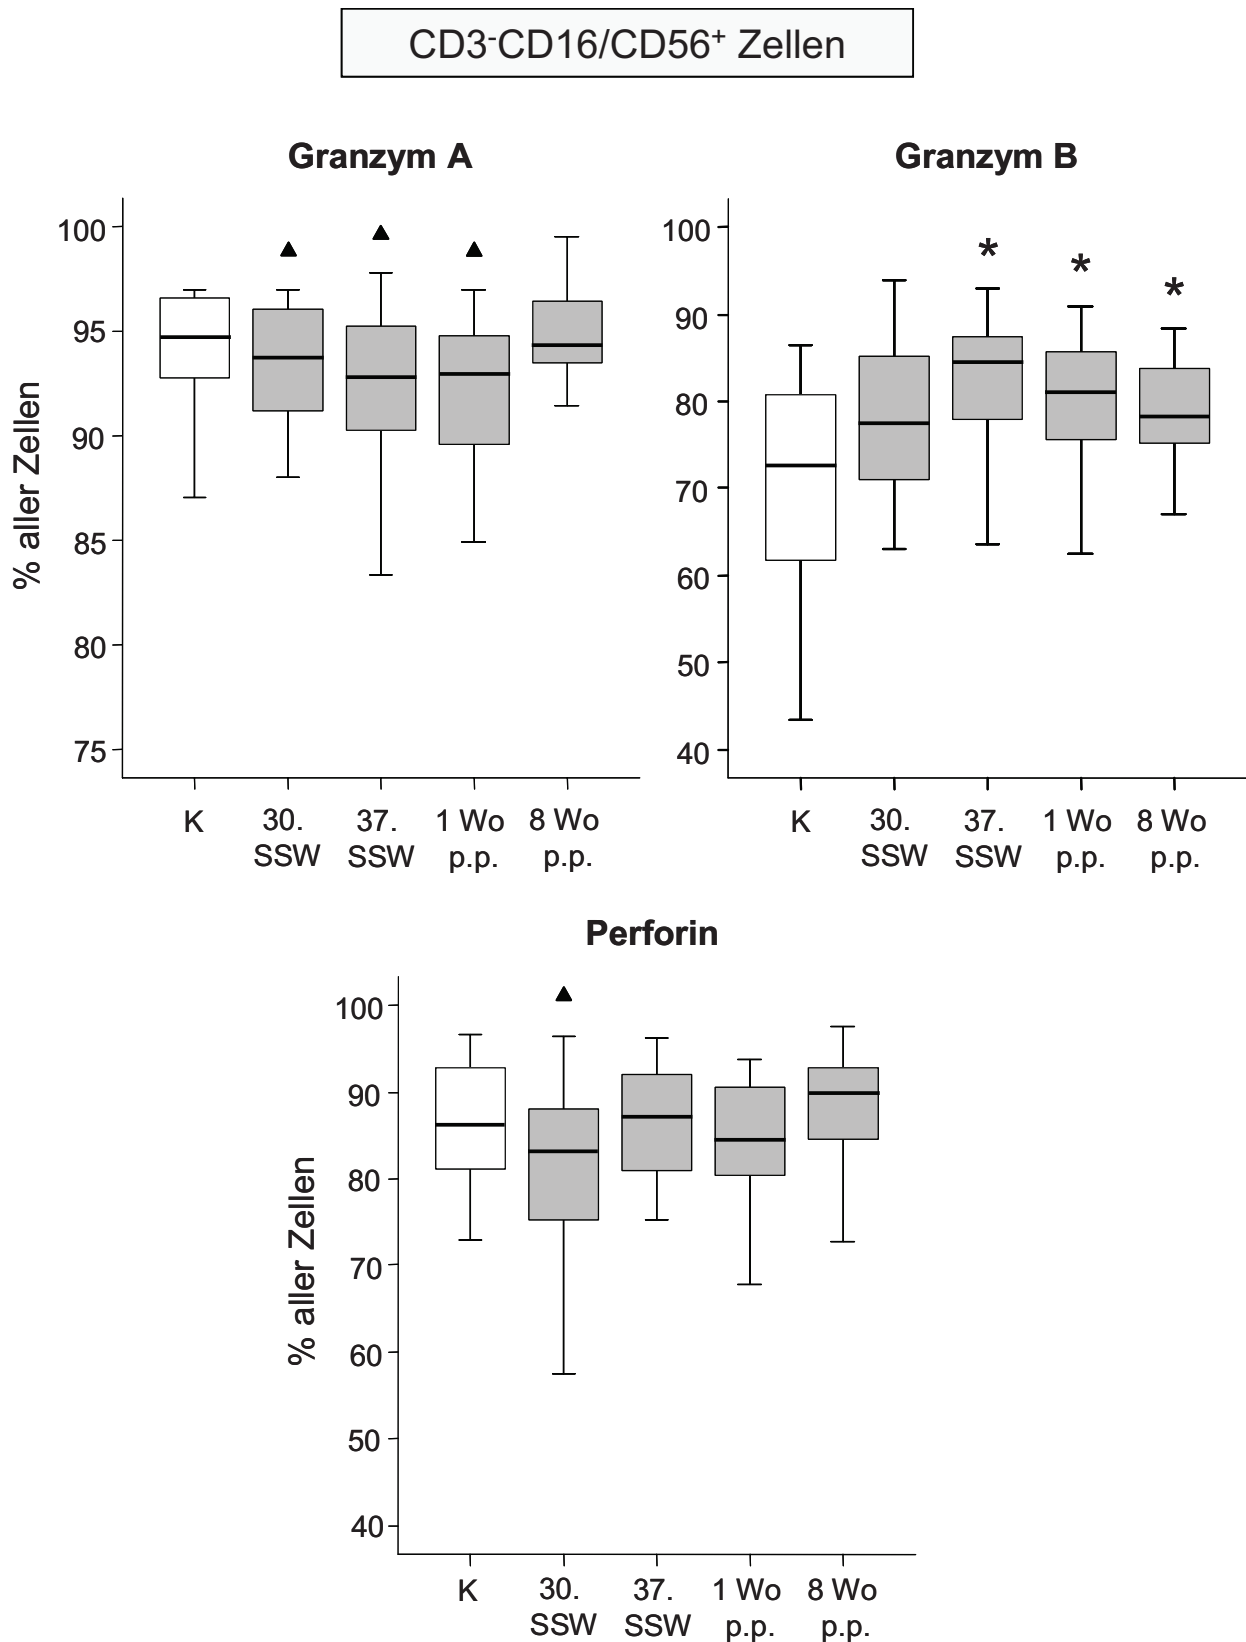 CD3⁻CD16/CD56⁺ Zellen
Granzym A
% aller Zellen
100
95
90
85
80
75
K
30. SSW
37. SSW
1 Wo p.p.
8 Wo p.p.
Granzym B
100
90
80
70
60
50
40
*
*
*
K
30. SSW
37. SSW
1 Wo p.p.
8 Wo p.p.
Perforin
% aller Zellen
100
90
80
70
60
50
40
K
30. SSW
37. SSW
1 Wo p.p.
8 Wo p.p.